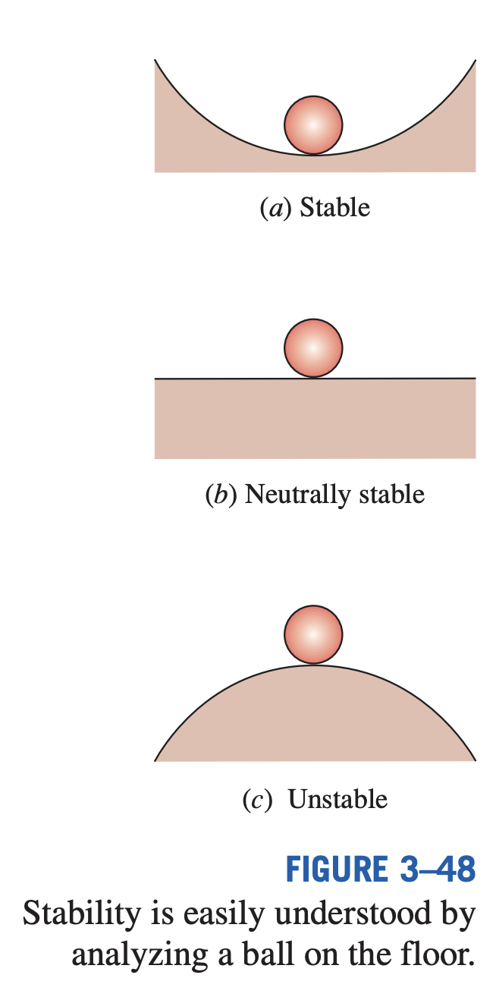 (a) Stable
(b) Neutrally stable
(c) Unstable
FIGURE 3–48
Stability is easily understood by
analyzing a ball on the floor.